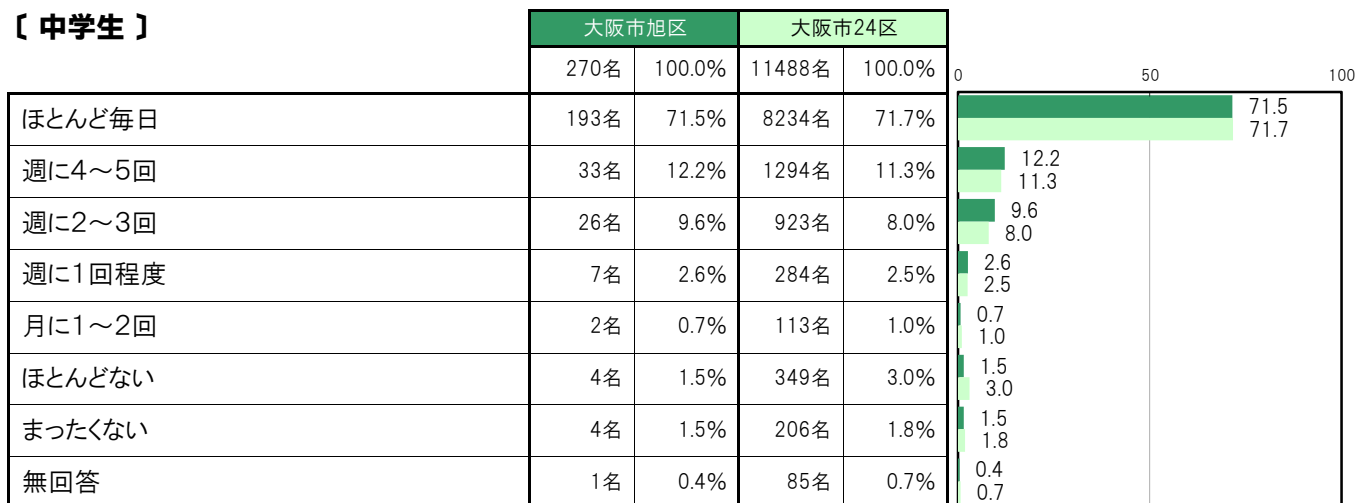 〔 中学生 〕
大阪市旭区 大阪市24区
270名 100.0% 11488名 100.0%
0 50 100
ほとんど毎日 193名 71.5% 8234名 71.7% 71.5
71.7
週に4～5回 33名 12.2% 1294名 11.3% 12.2
11.3
週に2～3回 26名 9.6% 923名 8.0% 9.6
8.0
週に1回程度 7名 2.6% 284名 2.5% 2.6
2.5
月に1～2回 2名 0.7% 113名 1.0% 0.7
1.0
ほとんどない 4名 1.5% 349名 3.0% 1.5
3.0
まったくない 4名 1.5% 206名 1.8% 1.5
1.8
無回答 1名 0.4% 85名 0.7% 0.4
0.7